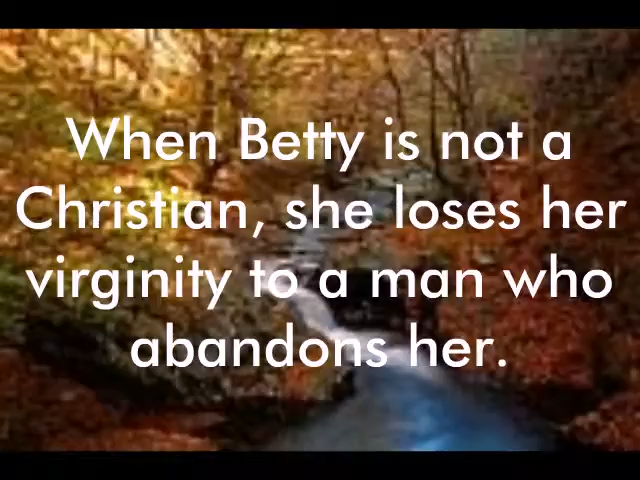 When Betty is not a
Christian, she loses her
virginity to a man who
abandons her.